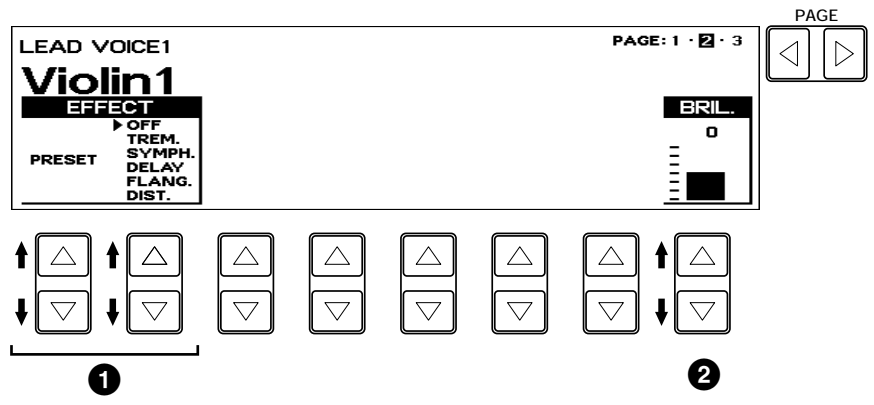 PAGE
LEAD VOICE1
PAGE: 1 · 2 · 3
Violin1
EFFECT
BRIL.
PRESET
OFF
TREM.
SYMPH.
DELAY
FLANG.
DIST.
0
1
2